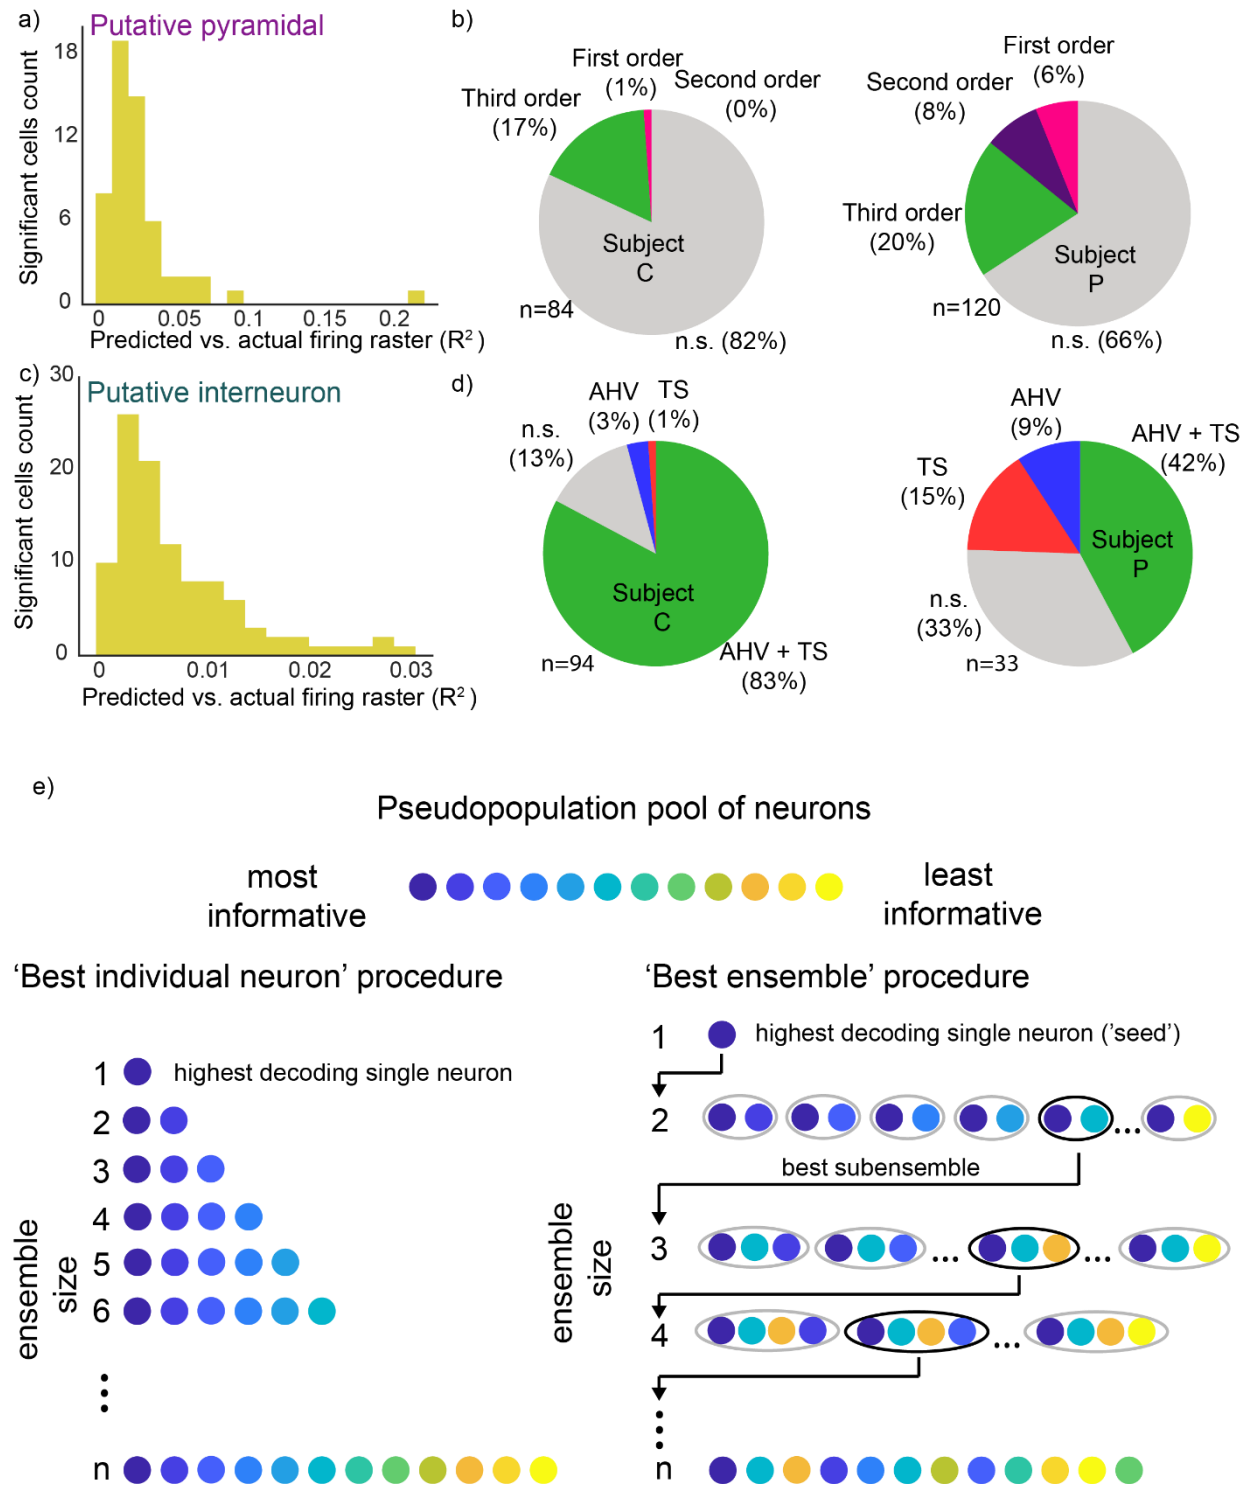 a)
Putative pyramidal
Significant cells count
18
12
6
0
0 0.05 0.1 0.15 0.2
Predicted vs. actual firing raster (R²)
b)
First order
(1%)
Second order
(0%)
Third order
(17%)
Subject
C
n=84
n.s. (82%)
First order
(6%)
Second order
(8%)
Third order
(20%)
Subject
P
n=120
n.s. (66%)
c)
Putative interneuron
Significant cells count
30
20
10
0
0 0.01 0.02 0.03
Predicted vs. actual firing raster (R²)
d)
AHV
(3%)
TS
(1%)
n.s.
(13%)
Subject
C
n=94
AHV + TS
(83%)
AHV
(9%)
AHV + TS
(42%)
TS
(15%)
Subject
P
n.s.
(33%)
n=33
e)
Pseudopopulation pool of neurons
most
informative
least
informative
‘Best individual neuron’ procedure
1 highest decoding single neuron
2
3
4
5
6
⋮
n
ensemble
size
‘Best ensemble’ procedure
1 highest decoding single neuron (’seed’)
2 ...
best subensemble
3 ... ...
4 ...
⋮
n
ensemble
size